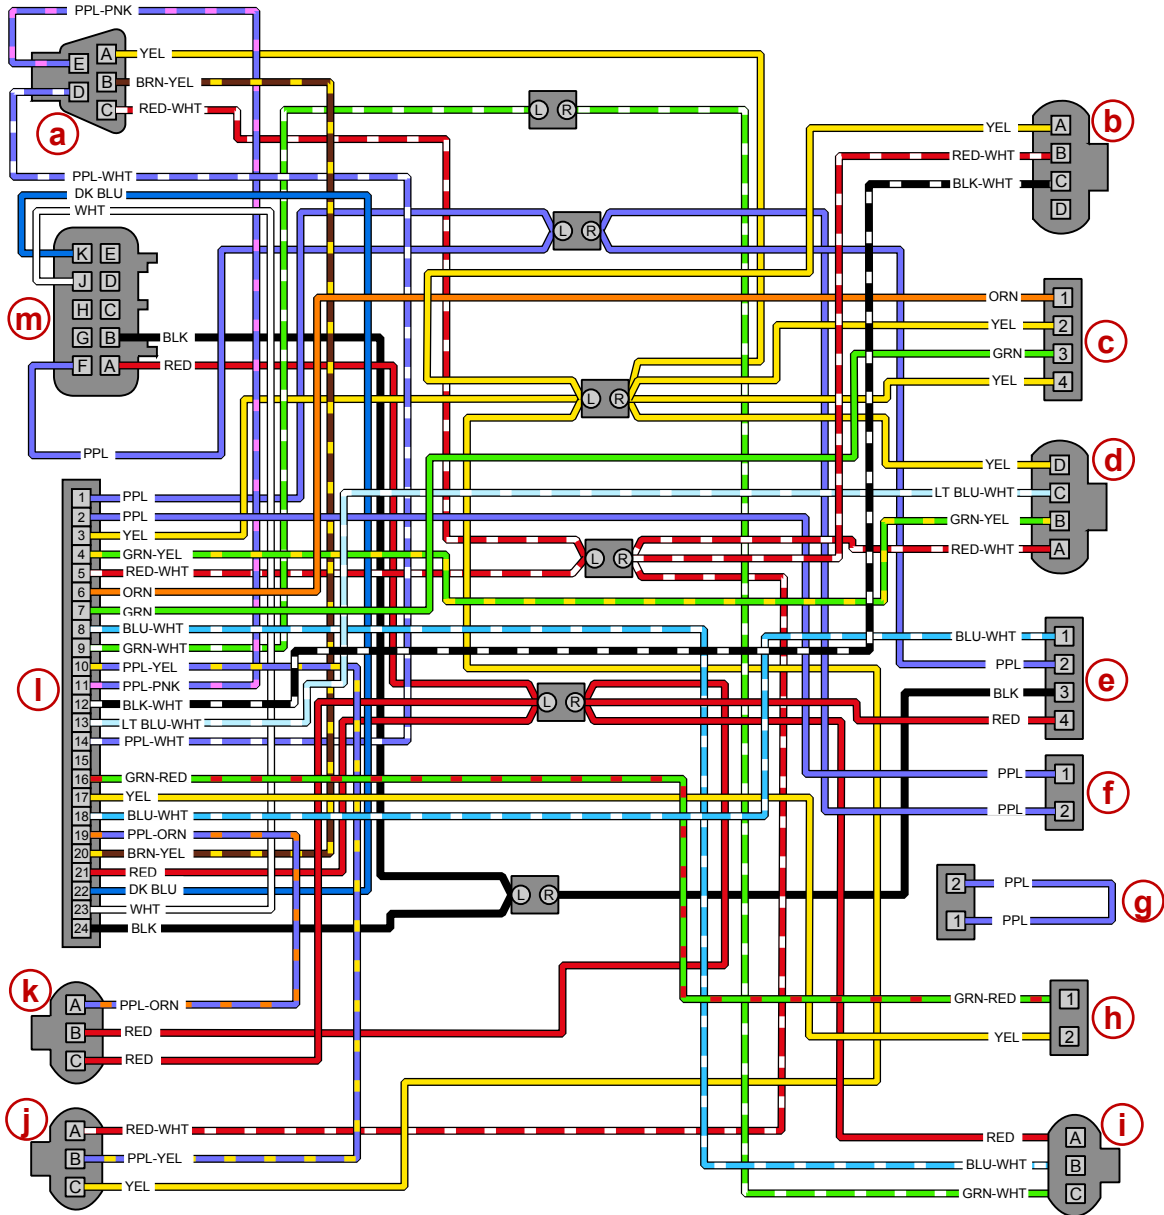 PPL-PNK
A YEL
E
B BRN-YEL
D
C RED-WHT
a
L R
b
YEL A
RED-WHT B
BLK-WHT C
D
PPL-WHT
DK BLU
WHT
L R
K E
J D
H C
G B BLK
F A RED
m
PPL
ORN 1
YEL 2
GRN 3
YEL 4
c
L R
d
YEL D
LT BLU-WHT C
GRN-YEL B
RED-WHT A
L R
l
1 PPL
2 PPL
3 YEL
4 GRN-YEL
5 RED-WHT
6 ORN
7 GRN
8 BLU-WHT
9 GRN-WHT
10 PPL-YEL
11 PPL-PNK
12 BLK-WHT
13 LT BLU-WHT
14 PPL-WHT
15
16 GRN-RED
17 YEL
18 BLU-WHT
19 PPL-ORN
20 BRN-YEL
21 RED
22 DK BLU
23 WHT
24 BLK
L R
BLU-WHT 1
PPL 2
BLK 3
RED 4
e
PPL 1
PPL 2
f
L R
2 PPL
1 PPL
g
k
A PPL-ORN
B RED
C RED
GRN-RED 1
YEL 2
h
j
A RED-WHT
B PPL-YEL
C YEL
i
RED A
BLU-WHT B
GRN-WHT C